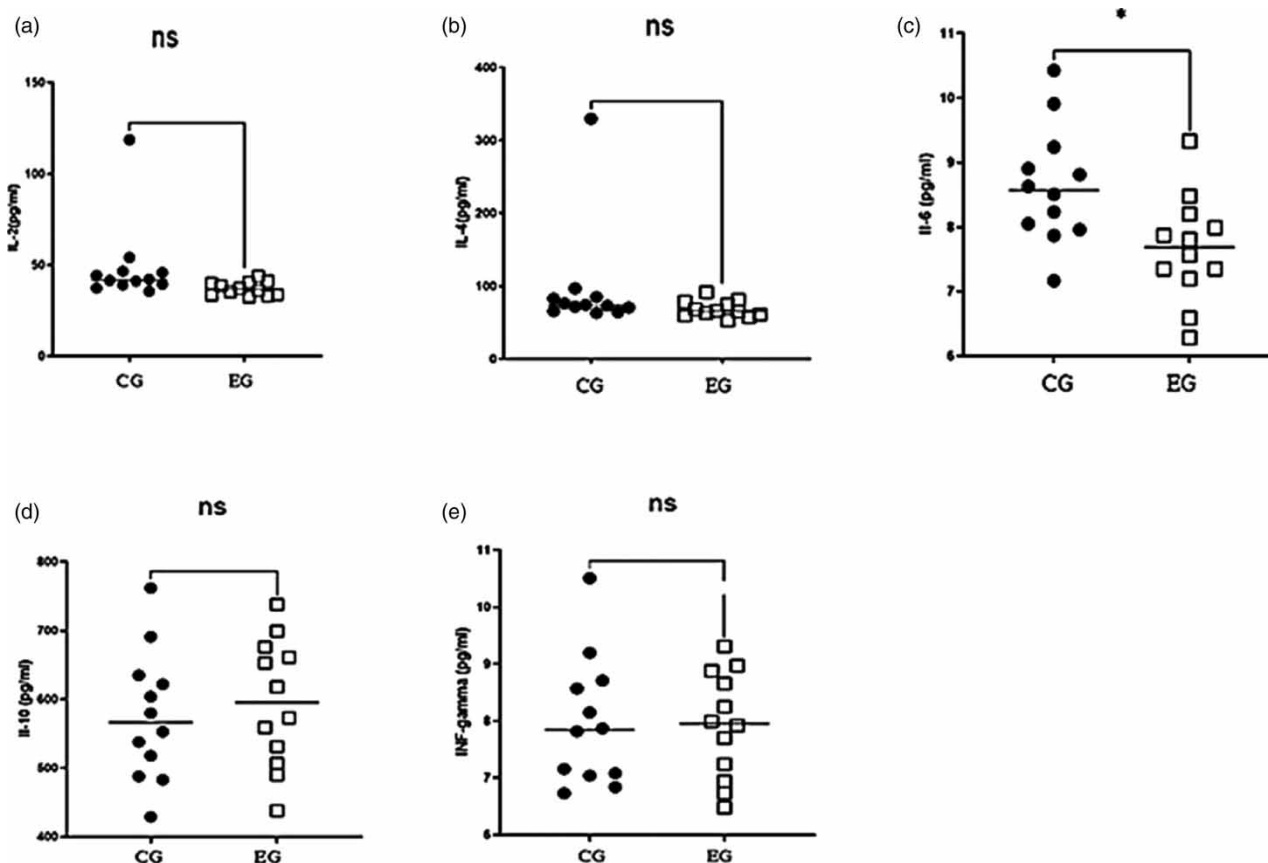 (a)
ns
150
100
50
0
IL-2(pg/ml)
CG EG
(b)
ns
400
300
200
100
0
IL-4(pg/ml)
CG EG
(c)
*
11
10
9
8
7
6
Il-6 (pg/ml)
CG EG
(d)
ns
800
700
600
500
400
Il-10 (pg/ml)
CG EG
(e)
ns
11
10
9
8
7
6
INF-gamma (pg/ml)
CG EG